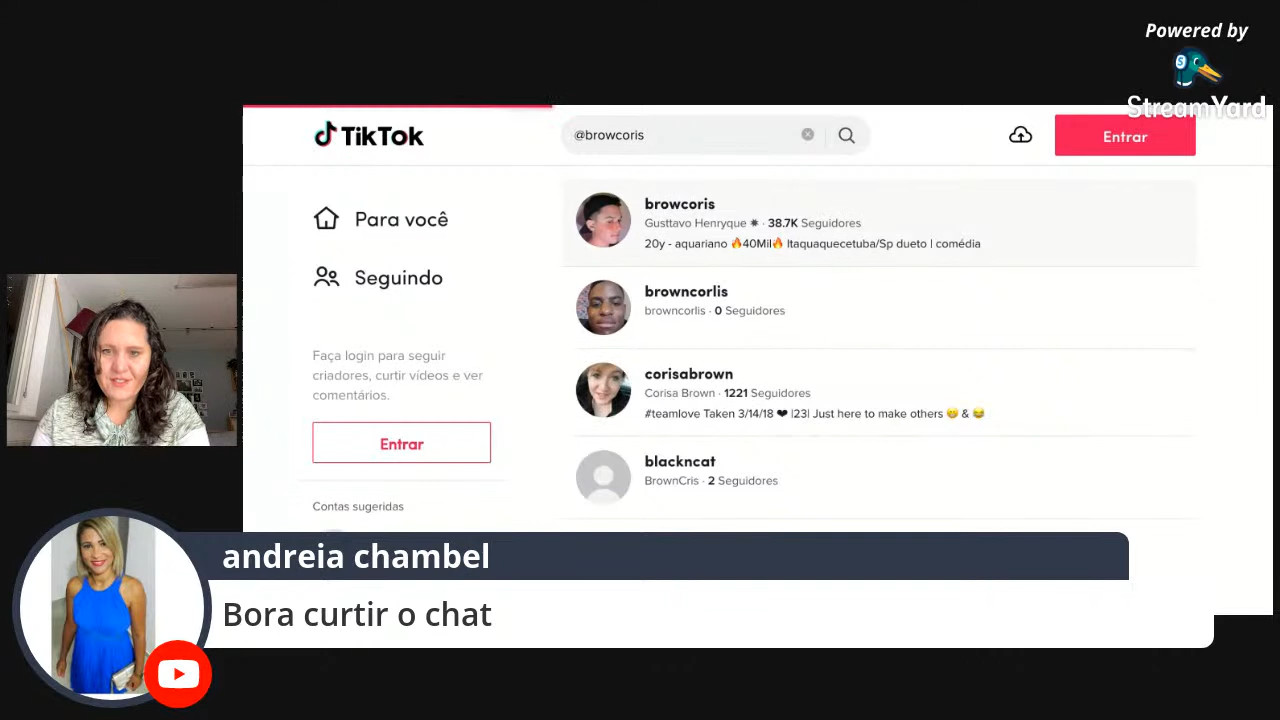 Powered by
StreamYard
TikTok
@browcoris
Entrar
Para você
Seguindo
Faça login para seguir
criadores, curtir vídeos e ver
comentários.
Entrar
Contas sugeridas
browcoris
Gusttavo Henryque ✷ · 38.7K Seguidores
20y - aquariano 🔥40Mil🔥 Itaquaquecetuba/Sp dueto | comédia
browncorlis
browncorlis · 0 Seguidores
corisabrown
Corisa Brown · 1221 Seguidores
#teamlove Taken 3/14/18 ❤ |23| Just here to make others 😁 & 😂
blackncat
BrownCris · 2 Seguidores
andreia chambel
Bora curtir o chat